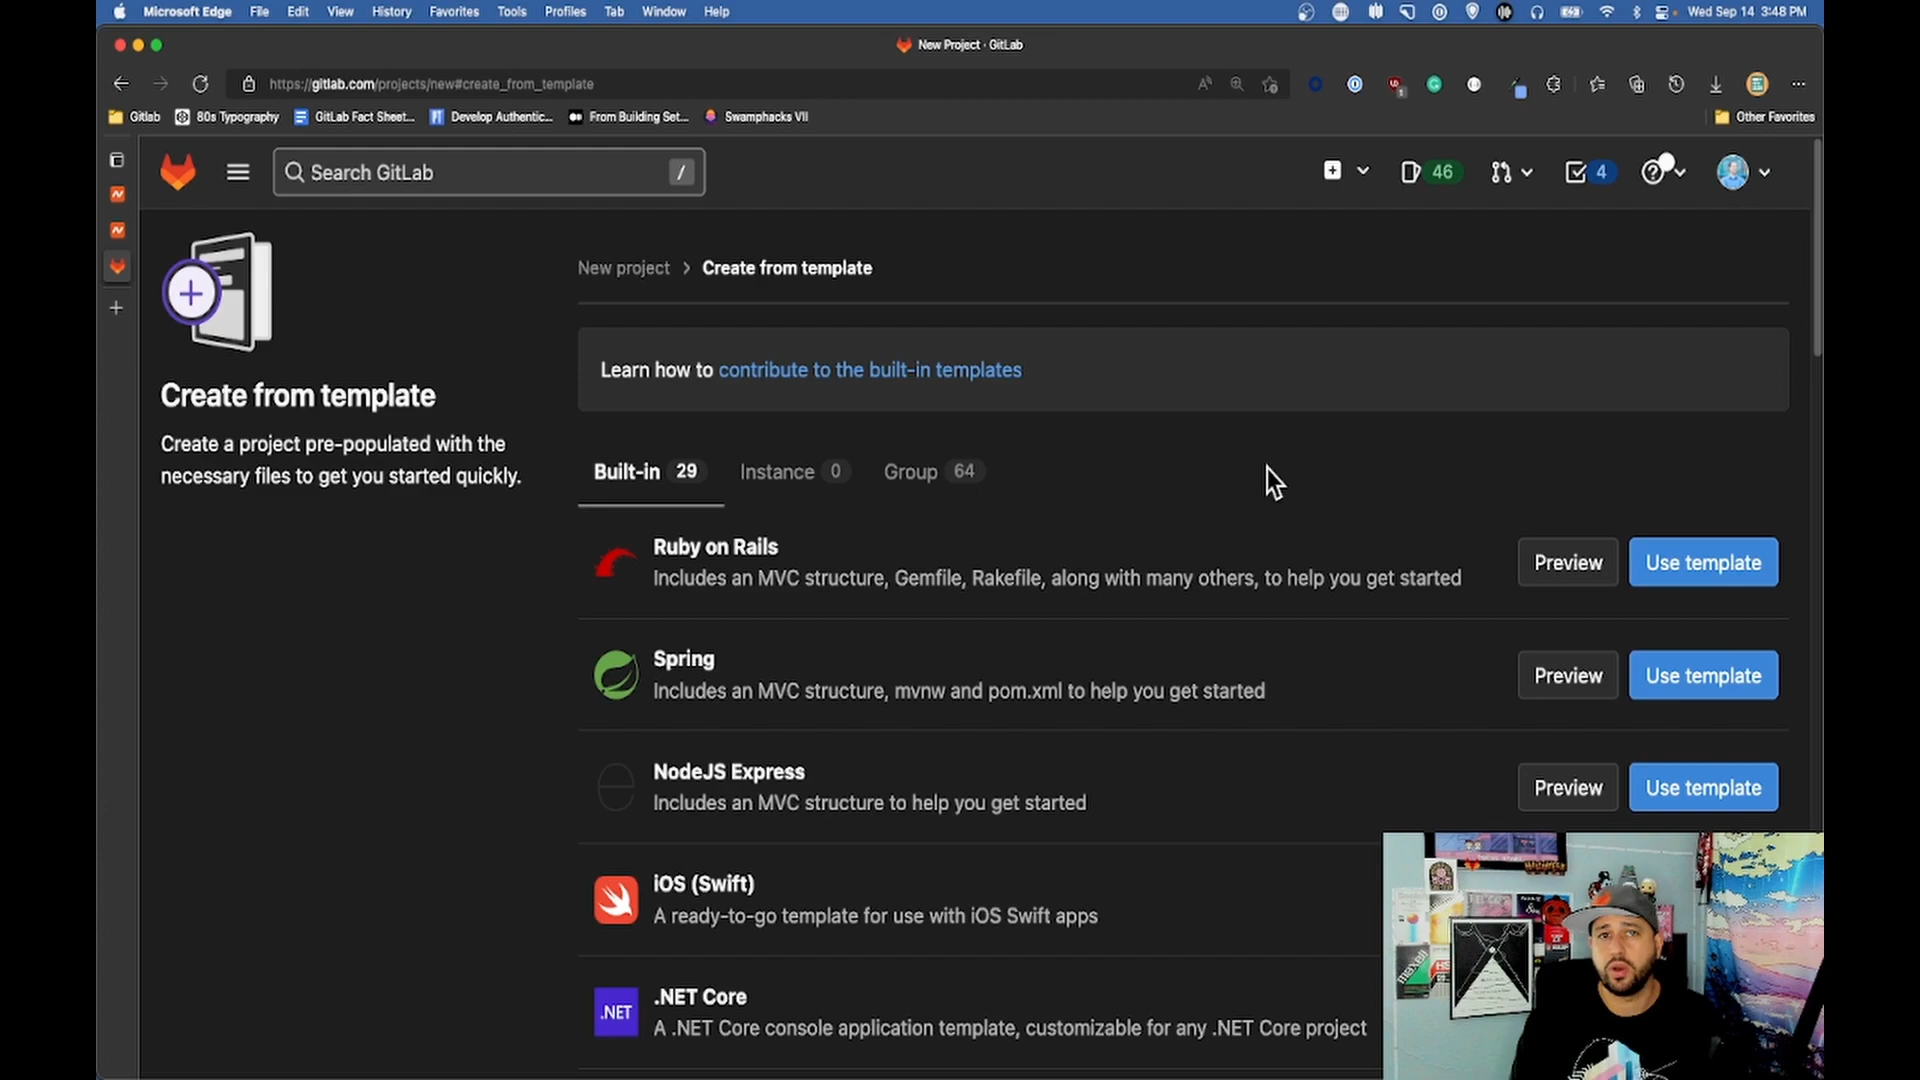 Microsoft Edge File Edit View History Favorites Tools Profiles Tab Window Help Wed Sep 14 3:48 PM
New Project · GitLab
https://gitlab.com/projects/new#create_from_template
Gitlab 80s Typography GitLab Fact Sheet... Develop Authentic... From Building Set... Swamphacks VII Other Favorites
Search GitLab / 46 4
New project > Create from template
Learn how to contribute to the built-in templates
Create from template
Create a project pre-populated with the
necessary files to get you started quickly.
Built-in 29 Instance 0 Group 64
Ruby on Rails
Includes an MVC structure, Gemfile, Rakefile, along with many others, to help you get started
Preview Use template
Spring
Includes an MVC structure, mvnw and pom.xml to help you get started
Preview Use template
NodeJS Express
Includes an MVC structure to help you get started
Preview Use template
iOS (Swift)
A ready-to-go template for use with iOS Swift apps
.NET
.NET Core
A .NET Core console application template, customizable for any .NET Core project
maxell